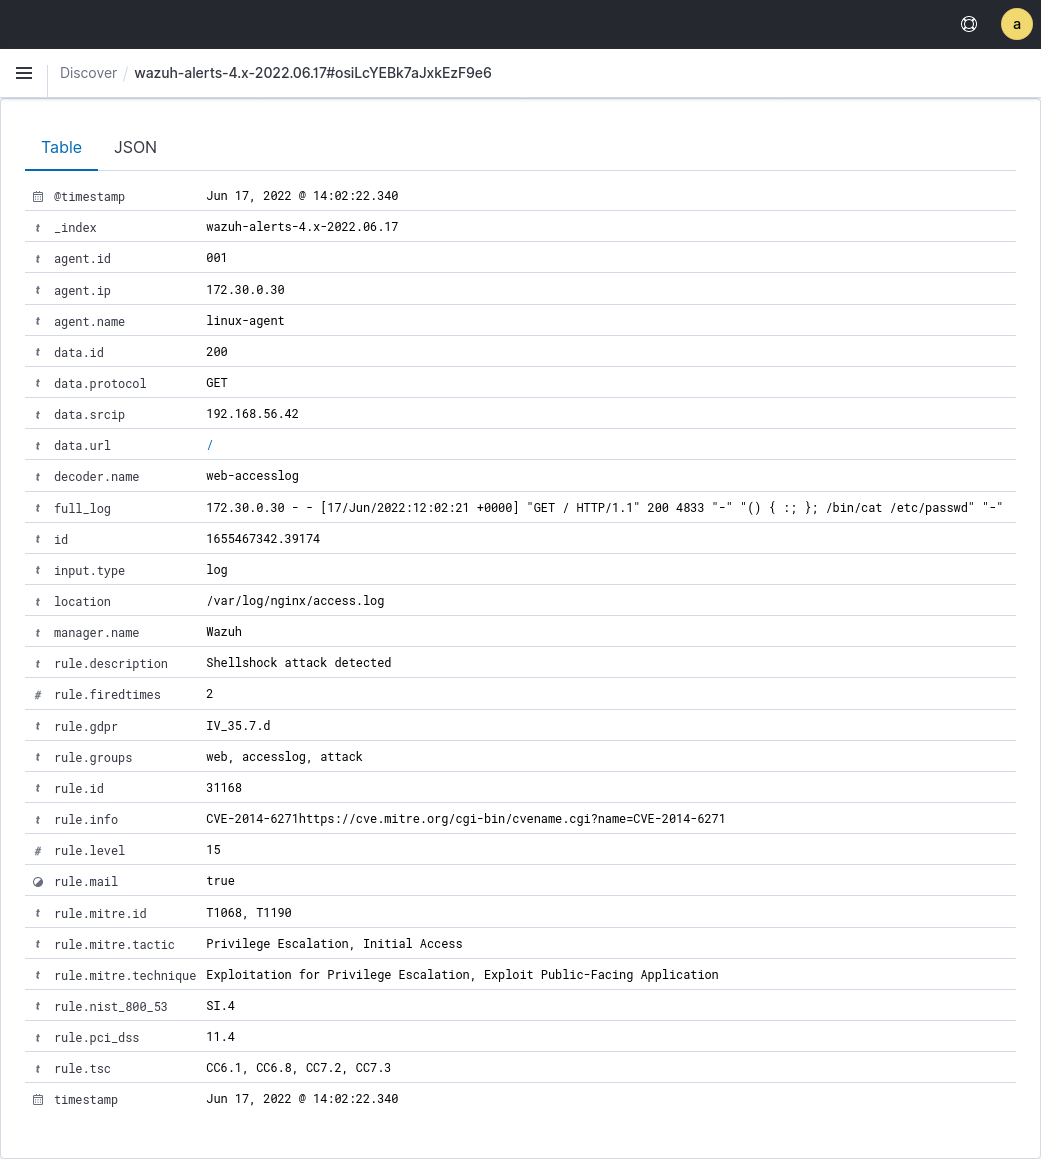 a
Discover / wazuh-alerts-4.x-2022.06.17#osiLcYEBk7aJxkEzF9e6
Table JSON
@timestamp Jun 17, 2022 @ 14:02:22.340
t _index wazuh-alerts-4.x-2022.06.17
t agent.id 001
t agent.ip 172.30.0.30
t agent.name linux-agent
t data.id 200
t data.protocol GET
t data.srcip 192.168.56.42
t data.url /
t decoder.name web-accesslog
t full_log 172.30.0.30 - - [17/Jun/2022:12:02:21 +0000] "GET / HTTP/1.1" 200 4833 "-" "() { :; }; /bin/cat /etc/passwd" "-"
t id 1655467342.39174
t input.type log
t location /var/log/nginx/access.log
t manager.name Wazuh
t rule.description Shellshock attack detected
# rule.firedtimes 2
t rule.gdpr IV_35.7.d
t rule.groups web, accesslog, attack
t rule.id 31168
t rule.info CVE-2014-6271https://cve.mitre.org/cgi-bin/cvename.cgi?name=CVE-2014-6271
# rule.level 15
rule.mail true
t rule.mitre.id T1068, T1190
t rule.mitre.tactic Privilege Escalation, Initial Access
t rule.mitre.technique Exploitation for Privilege Escalation, Exploit Public-Facing Application
t rule.nist_800_53 SI.4
t rule.pci_dss 11.4
t rule.tsc CC6.1, CC6.8, CC7.2, CC7.3
timestamp Jun 17, 2022 @ 14:02:22.340